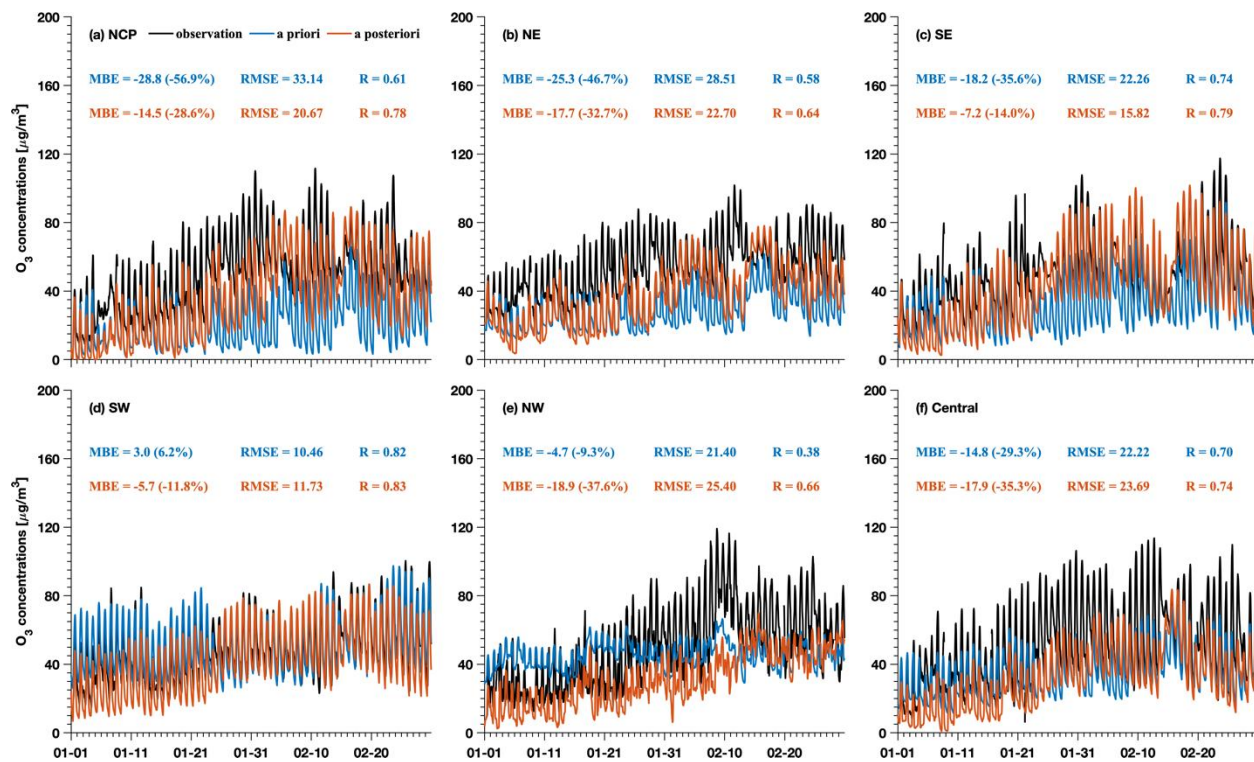 (a) NCP observation a priori a posteriori
MBE = -28.8 (-56.9%) RMSE = 33.14 R = 0.61
MBE = -14.5 (-28.6%) RMSE = 20.67 R = 0.78
(b) NE
MBE = -25.3 (-46.7%) RMSE = 28.51 R = 0.58
MBE = -17.7 (-32.7%) RMSE = 22.70 R = 0.64
(c) SE
MBE = -18.2 (-35.6%) RMSE = 22.26 R = 0.74
MBE = -7.2 (-14.0%) RMSE = 15.82 R = 0.79
O₃ concentrations [μg/m³]
200
160
120
80
40
0
200
160
120
80
40
0
200
160
120
80
40
0
(d) SW
MBE = 3.0 (6.2%) RMSE = 10.46 R = 0.82
MBE = -5.7 (-11.8%) RMSE = 11.73 R = 0.83
(e) NW
MBE = -4.7 (-9.3%) RMSE = 21.40 R = 0.38
MBE = -18.9 (-37.6%) RMSE = 25.40 R = 0.66
(f) Central
MBE = -14.8 (-29.3%) RMSE = 22.22 R = 0.70
MBE = -17.9 (-35.3%) RMSE = 23.69 R = 0.74
O₃ concentrations [μg/m³]
200
160
120
80
40
0
200
160
120
80
40
0
200
160
120
80
40
0
01-01 01-11 01-21 01-31 02-10 02-20
01-01 01-11 01-21 01-31 02-10 02-20
01-01 01-11 01-21 01-31 02-10 02-20